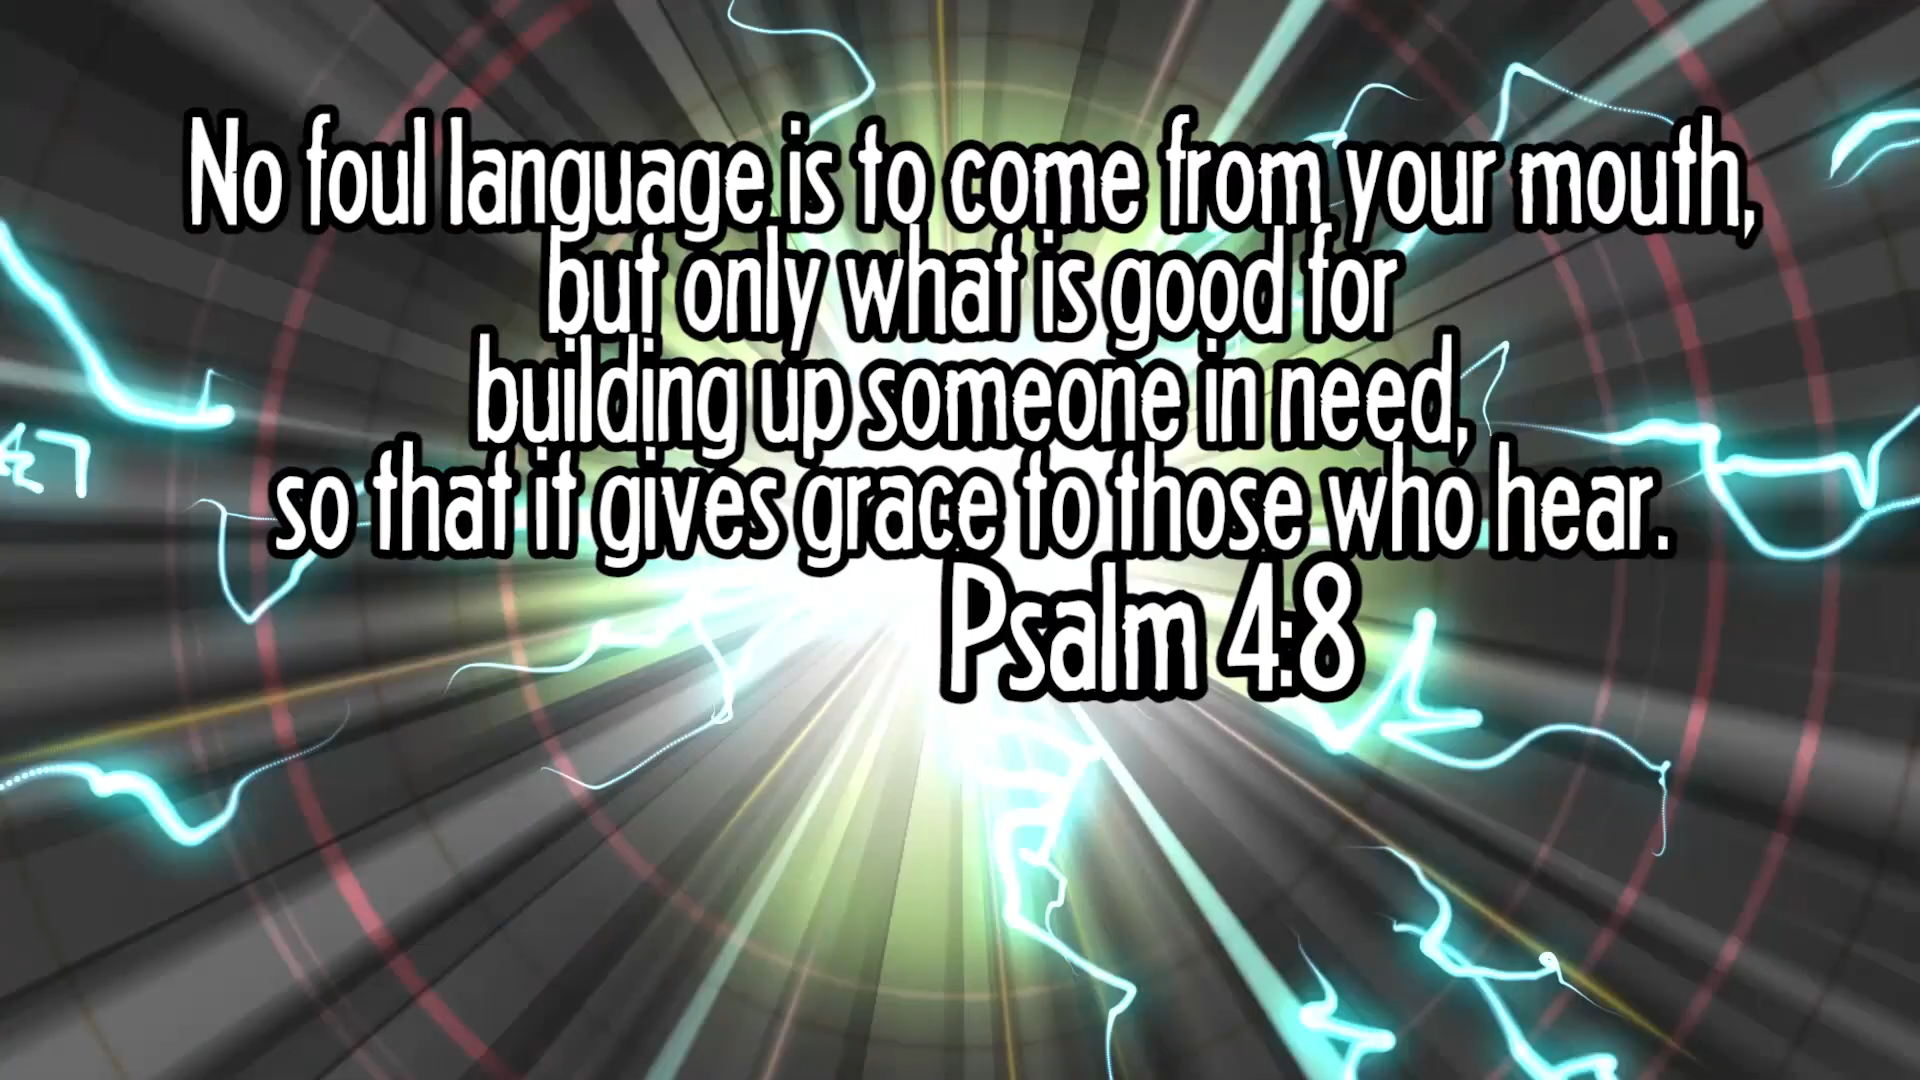 No foul language is to come from your mouth,
but only what is good for
building up someone in need,
so that it gives grace to those who hear.
Psalm 4:8